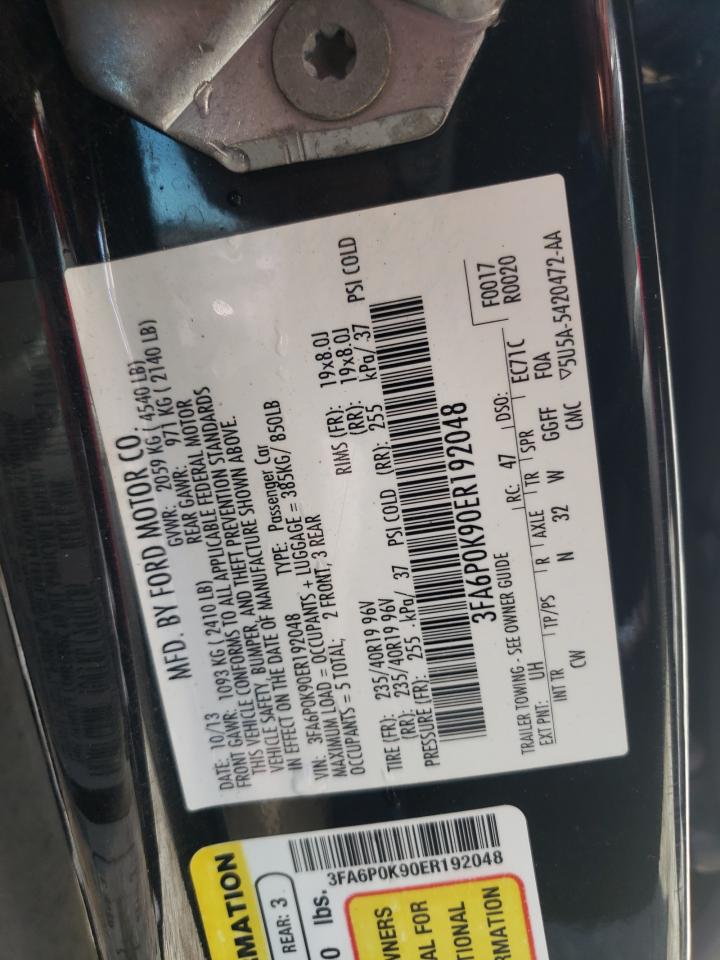 MFD. BY FORD MOTOR CO.
DATE: 10/13 GVWR: 2059 KG ( 4540 LB)
FRONT GAWR: 1093 KG ( 2410 LB) REAR GAWR: 971 KG ( 2140 LB)
THIS VEHICLE CONFORMS TO ALL APPLICABLE FEDERAL MOTOR
VEHICLE SAFETY, BUMPER, AND THEFT PREVENTION STANDARDS
IN EFFECT ON THE DATE OF MANUFACTURE SHOWN ABOVE.
VIN: 3FA6P0K90ER192048 TYPE: Passenger Car
MAXIMUM LOAD = OCCUPANTS + LUGGAGE = 385KG/ 850LB
OCCUPANTS = 5 TOTAL; 2 FRONT, 3 REAR
TIRE (FR): 235/40R19 96V RIMS (FR): 19x8.0J
(RR): 235/40R19 96V (RR): 19x8.0J
PRESSURE (FR): 255 kPa/ 37 PSI COLD (RR): 255 kPa/ 37 PSI COLD
3FA6P0K90ER192048
F0017
R0020
TRAILER TOWING - SEE OWNER GUIDE
EXT PNT: UH RC: 47 DSO: EC71C
INT TR TP/PS R AXLE TR SPR F0A
CW N 32 W GGFF
CMC ▽5U5A-5420472-AA
RMATION
REAR: 3
0 lbs.
3FA6P0K90ER192048
WNERS
AL FOR
TIONAL
RMATION